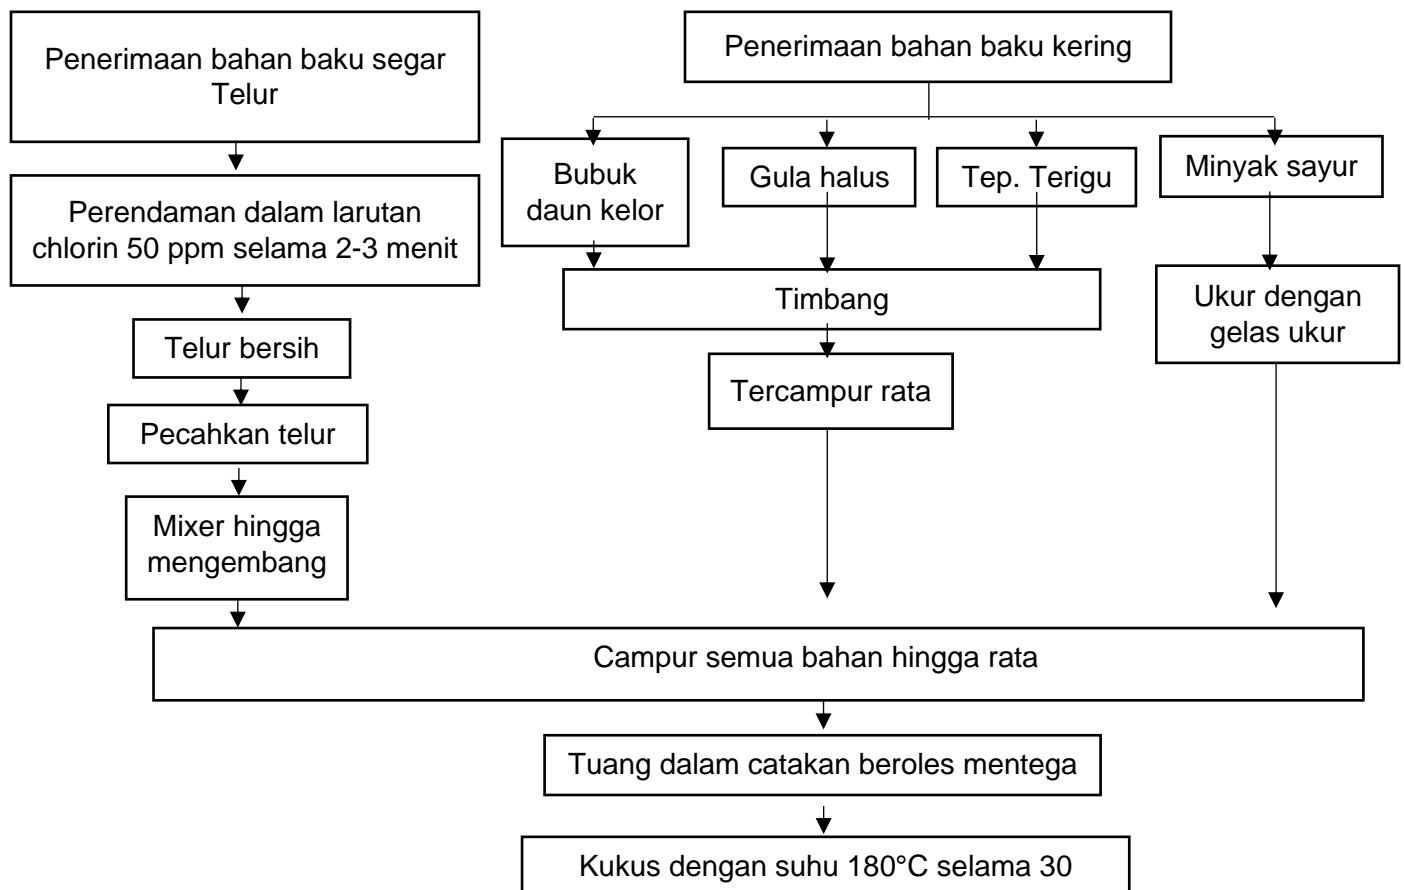 Penerimaan bahan baku segar
Telur
Penerimaan bahan baku kering
Bubuk
daun kelor
Gula halus
Tep. Terigu
Minyak sayur
Perendaman dalam larutan
chlorin 50 ppm selama 2-3 menit
Timbang
Ukur dengan
gelas ukur
Telur bersih
Tercampur rata
Pecahkan telur
Mixer hingga
mengembang
Campur semua bahan hingga rata
Tuang dalam catakan beroles mentega
Kukus dengan suhu 180°C selama 30